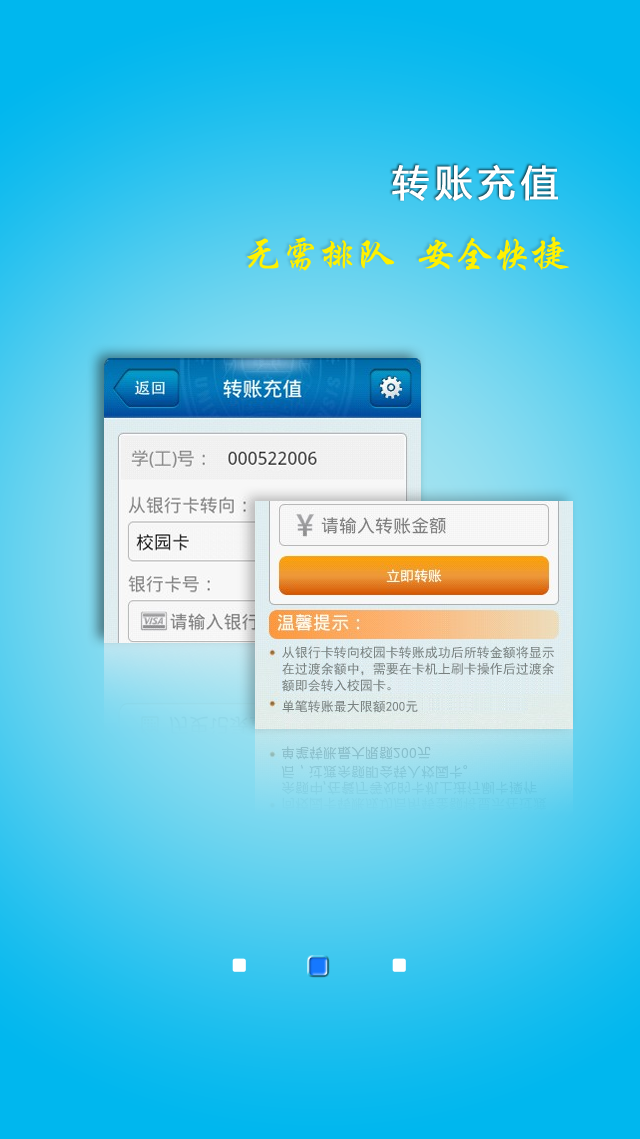 转账充值
无需排队 安全快捷
返回
转账充值
学(工)号： 000522006
从银行卡转向：
校园卡
银行卡号：
VISA 请输入银行
¥ 请输入转账金额
立即转账
温馨提示：
从银行卡转向校园卡转账成功后所转金额将显示
在过渡余额中，需要在卡机上刷卡操作后过渡余
额即会转入校园卡。
单笔转账最大限额200元